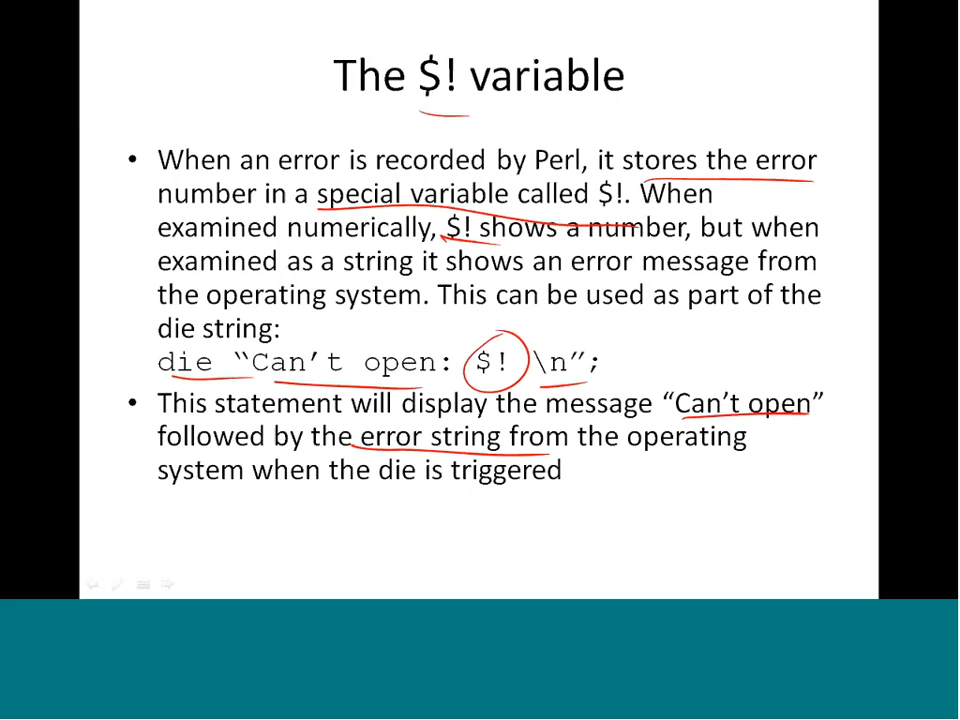 The $! variable
• When an error is recorded by Perl, it stores the error
number in a special variable called $!. When
examined numerically, $! shows a number, but when
examined as a string it shows an error message from
the operating system. This can be used as part of the
die string:
die “Can’t open: $! \n”;
• This statement will display the message “Can’t open”
followed by the error string from the operating
system when the die is triggered